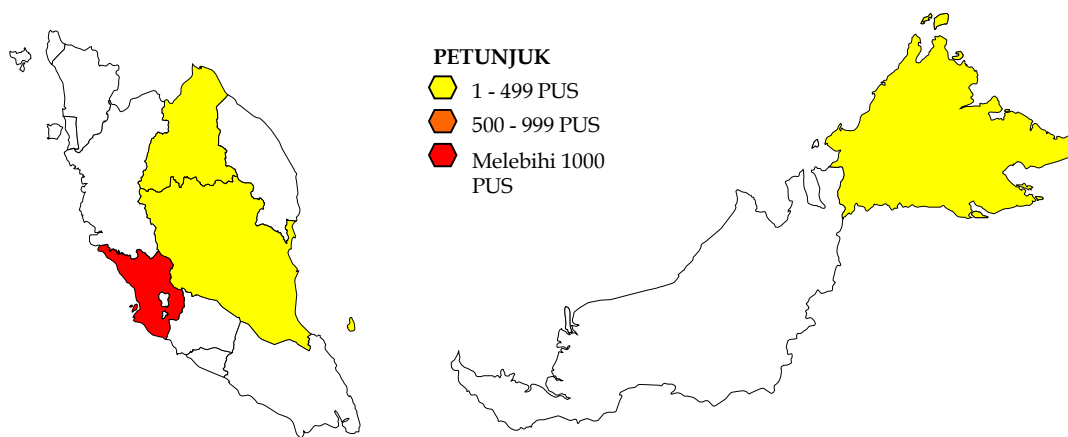 PETUNJUK
1 - 499 PUS
500 - 999 PUS
Melebihi 1000
PUS